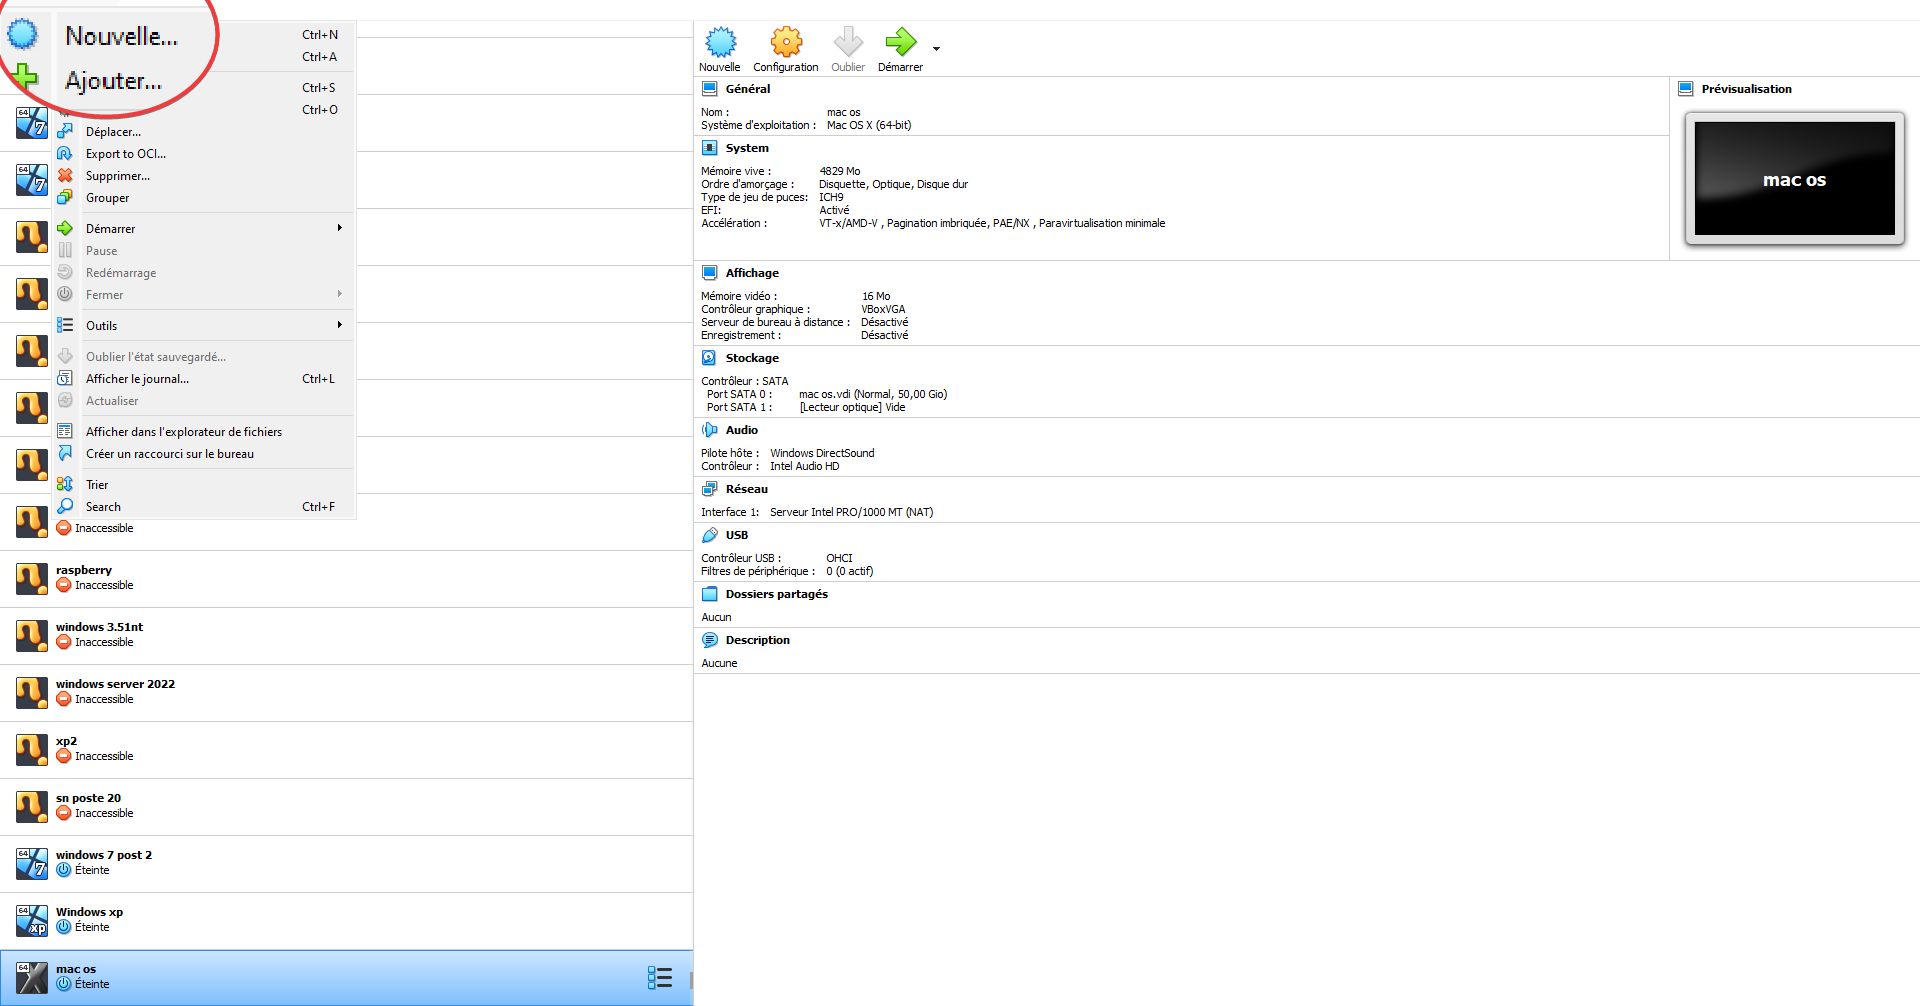 Nouvelle... Ctrl+N
Ajouter... Ctrl+A
Ctrl+S
Ctrl+O
Déplacer...
Export to OCI...
Supprimer...
Grouper
Démarrer
Pause
Redémarrage
Fermer
Outils
Oublier l'état sauvegardé...
Afficher le journal... Ctrl+L
Actualiser
Afficher dans l'explorateur de fichiers
Créer un raccourci sur le bureau
Trier
Search Ctrl+F
64 7
64 7
Inaccessible
raspberry
Inaccessible
windows 3.51nt
Inaccessible
windows server 2022
Inaccessible
xp2
Inaccessible
sn poste 20
Inaccessible
64 7
windows 7 post 2
Éteinte
64 xp
Windows xp
Éteinte
64 X
mac os
Éteinte
Nouvelle Configuration Oublier Démarrer
Général
Nom : mac os
Système d'exploitation : Mac OS X (64-bit)
System
Mémoire vive : 4829 Mo
Ordre d'amorçage : Disquette, Optique, Disque dur
Type de jeu de puces: ICH9
EFI: Activé
Accélération : VT-x/AMD-V , Pagination imbriquée, PAE/NX , Paravirtualisation minimale
Prévisualisation
mac os
Affichage
Mémoire vidéo : 16 Mo
Contrôleur graphique : VBoxVGA
Serveur de bureau à distance : Désactivé
Enregistrement : Désactivé
Stockage
Contrôleur : SATA
Port SATA 0 : mac os.vdi (Normal, 50,00 Gio)
Port SATA 1 : [Lecteur optique] Vide
Audio
Pilote hôte : Windows DirectSound
Contrôleur : Intel Audio HD
Réseau
Interface 1: Serveur Intel PRO/1000 MT (NAT)
USB
Contrôleur USB : OHCI
Filtres de périphérique : 0 (0 actif)
Dossiers partagés
Aucun
Description
Aucune